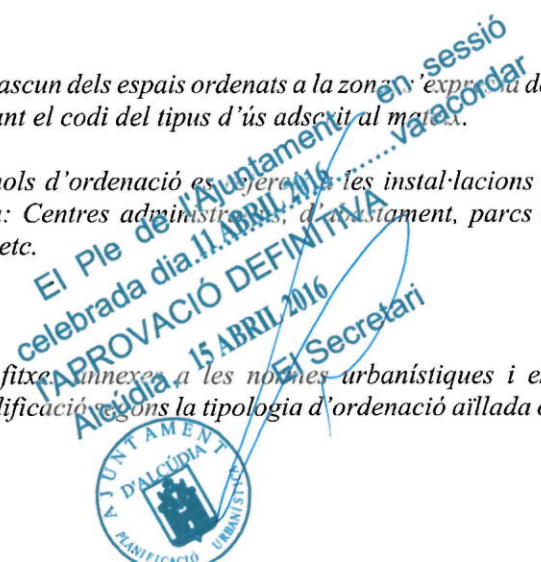 ascun dels espais ordenats a la zona s'expressa d
ant el codi del tipus d'ús adscrit al mateix.
nols d'ordenació es refereix a les instal·lacions
: Centres administratius, d'abastament, parcs
etc.
fitxes annexes a les normes urbanístiques i e
lificació segons la tipologia d'ordenació aïllada
El Ple de l'Ajuntament, en sessió
celebrada dia 11 ABRIL 2016 va acordar
l'APROVACIÓ DEFINITIVA
Alcúdia, 15 ABRIL 2016
El Secretari
AJUNTAMENT
D'ALCÚDIA
PLANIFICACIÓ URBANÍSTICA